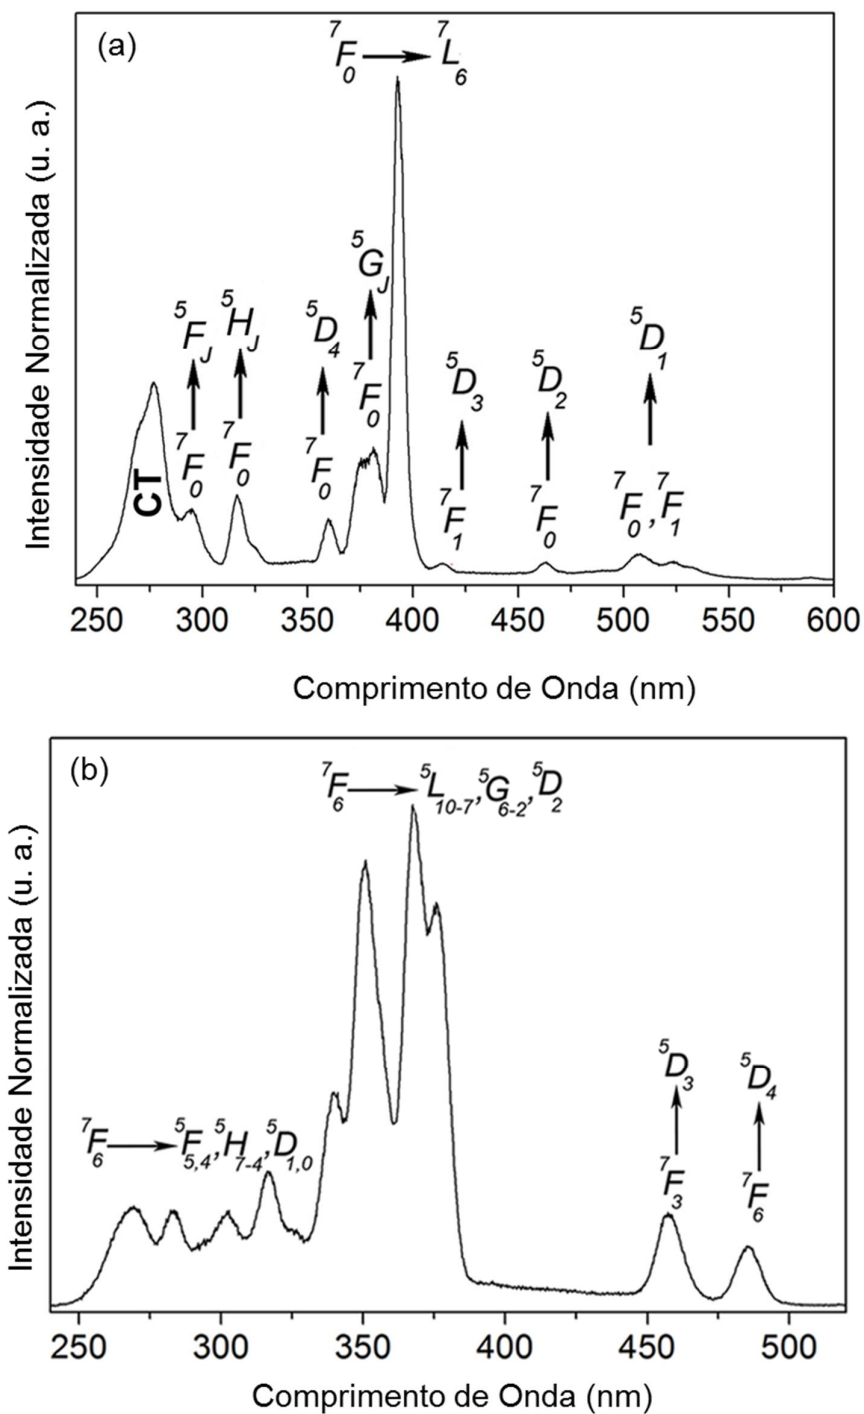 (a)
⁷F₀ → ⁷L₆
Intensidade Normalizada (u. a.)
CT
⁵F_J
⁷F₀
⁵H_J
⁷F₀
⁵D₄
⁷F₀
⁵G_J
⁷F₀
⁵D₃
⁷F₁
⁵D₂
⁷F₀
⁵D₁
⁷F₀,⁷F₁
250 300 350 400 450 500 550 600
Comprimento de Onda (nm)
(b)
⁷F₆ → ⁵L₁₀₋₇,⁵G₆₋₂,⁵D₂
Intensidade Normalizada (u. a.)
⁷F₆ → ⁵F₅,₄,⁵H₇₋₄,⁵D₁,₀
⁵D₃
⁷F₃
⁵D₄
⁷F₆
250 300 350 400 450 500
Comprimento de Onda (nm)